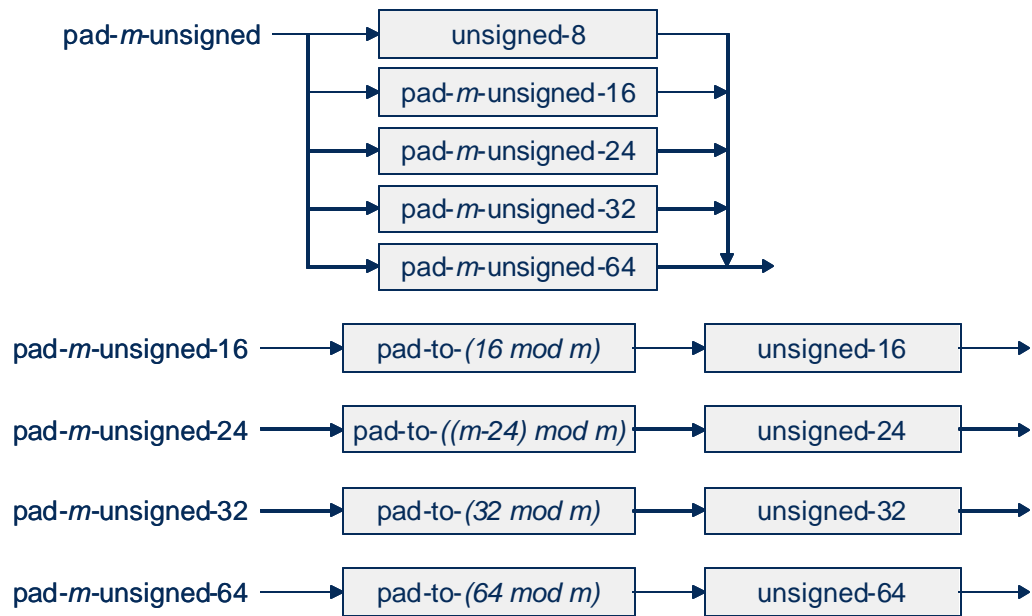 pad-m-unsigned unsigned-8
pad-m-unsigned-16
pad-m-unsigned-24
pad-m-unsigned-32
pad-m-unsigned-64
pad-m-unsigned-16 pad-to-(16 mod m) unsigned-16
pad-m-unsigned-24 pad-to-((m-24) mod m) unsigned-24
pad-m-unsigned-32 pad-to-(32 mod m) unsigned-32
pad-m-unsigned-64 pad-to-(64 mod m) unsigned-64